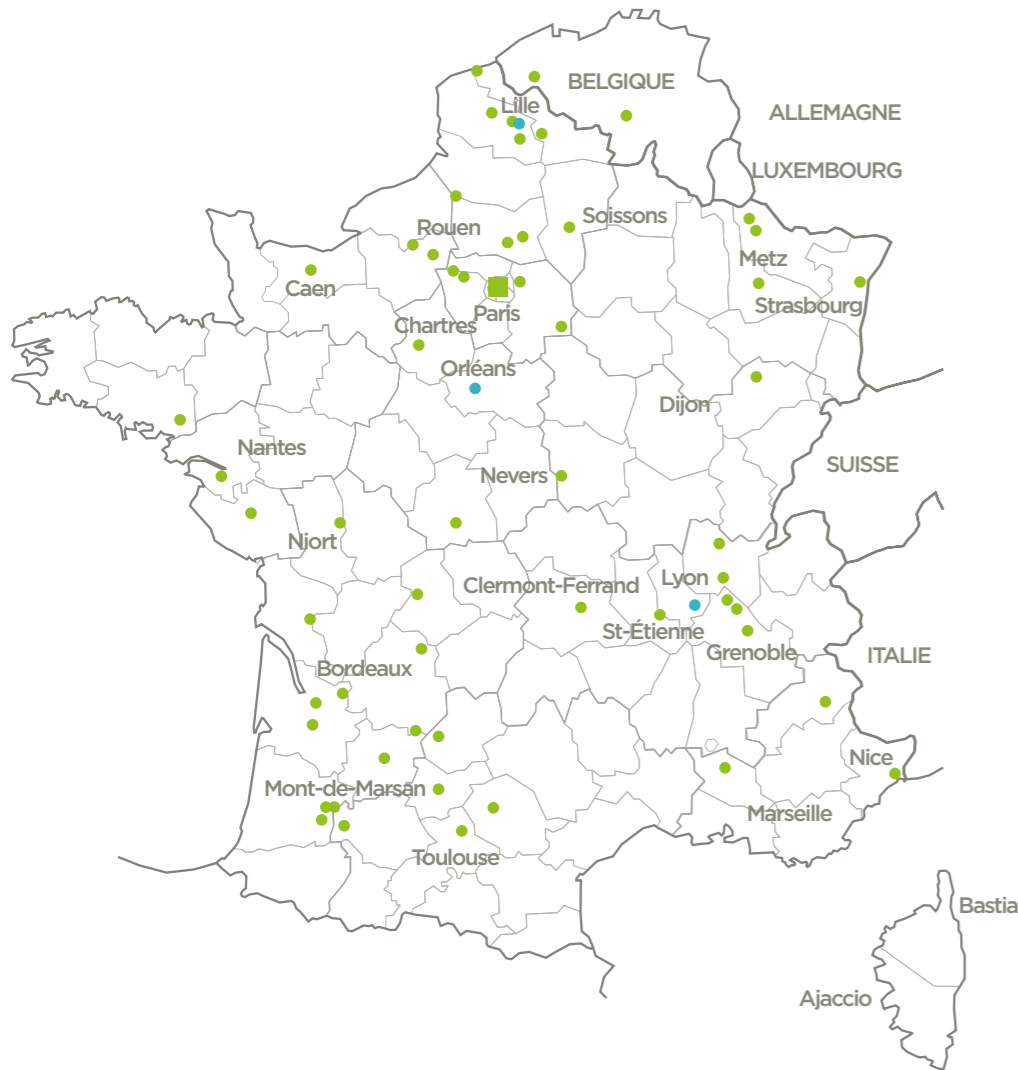 BELGIQUE
Lille
ALLEMAGNE
LUXEMBOURG
Soissons
Rouen
Metz
Caen
Strasbourg
Paris
Chartres
Orléans
Dijon
Nantes
SUISSE
Nevers
Niort
Lyon
Clermont-Ferrand
St-Étienne
Grenoble
ITALIE
Bordeaux
Nice
Mont-de-Marsan
Marseille
Toulouse
Bastia
Ajaccio